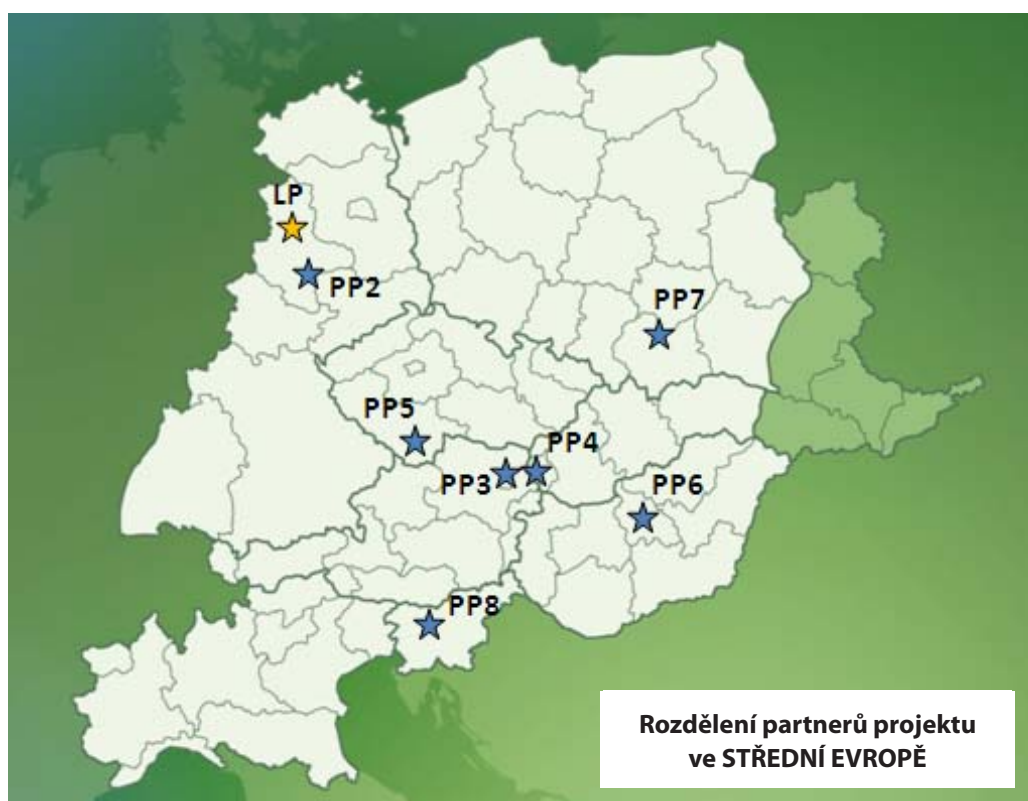 LP
PP2
PP7
PP5
PP4
PP3
PP6
PP8
Rozdělení partnerů projektu
ve STŘEDNÍ EVROPĚ